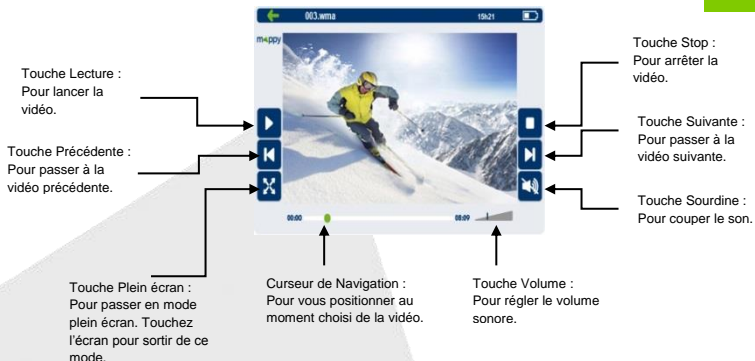 003.wma 15h21
mappy
Touche Lecture :
Pour lancer la
vidéo.
Touche Précédente :
Pour passer à la
vidéo précédente.
Touche Stop :
Pour arrêter la
vidéo.
Touche Suivante :
Pour passer à la
vidéo suivante.
Touche Sourdine :
Pour couper le son.
00:00 08:09
Touche Plein écran :
Pour passer en mode
plein écran. Touchez
l'écran pour sortir de ce
mode.
Curseur de Navigation :
Pour vous positionner au
moment choisi de la vidéo.
Touche Volume :
Pour régler le volume
sonore.